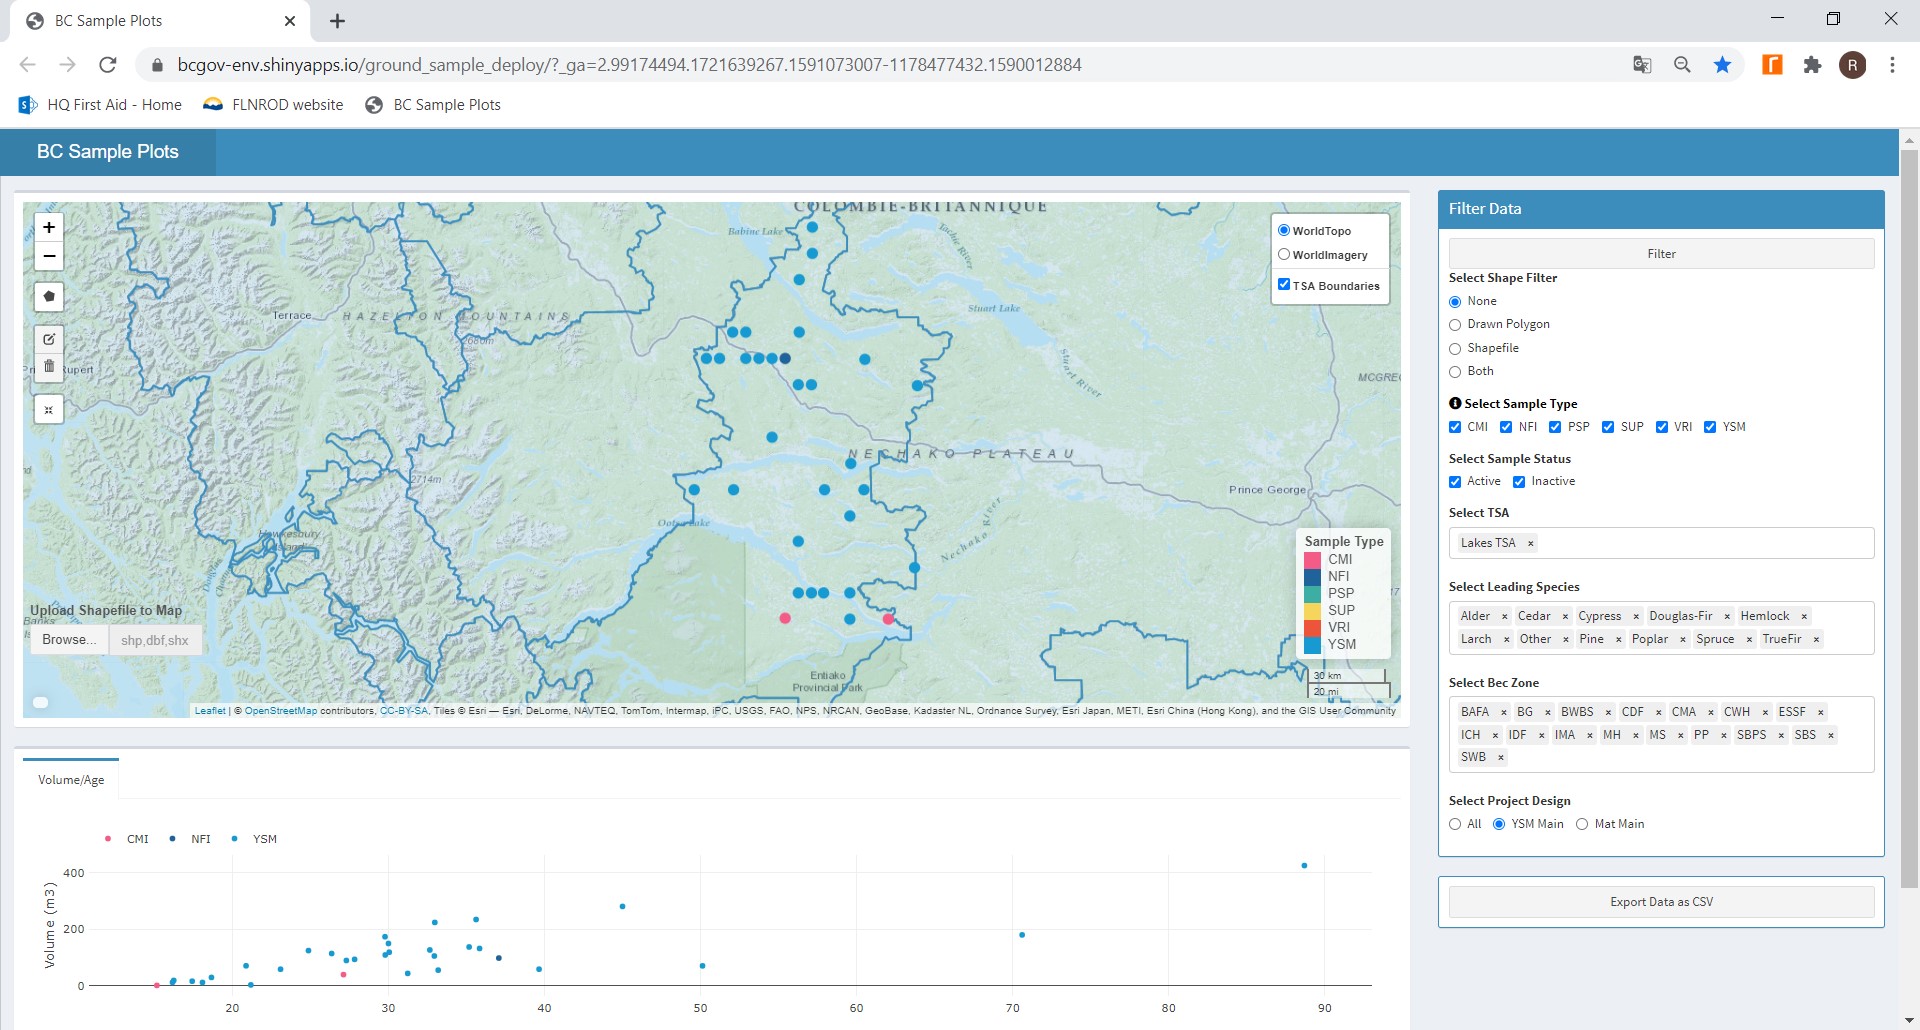 BC Sample Plots
bcgov-env.shinyapps.io/ground_sample_deploy/?_ga=2.99174494.1721639267.1591073007-1178477432.1590012884
R
HQ First Aid - Home
FLNROD website
BC Sample Plots
BC Sample Plots
+
−
COLOMBIE-BRITANNIQUE
Babine Lake
Tachie River
WorldTopo
WorldImagery
TSA Boundaries
Terrace
HAZELTON MOUNTAINS
2080m
Stuart Lake
Stuart River
Rupert
MCGRE
NECHAKO PLATEAU
2714m
Prince George
Ootsa Lake
Nechako River
Hawkesbury
Island
Entiako
Provincial Park
Sample Type
CMI
NFI
PSP
SUP
VRI
YSM
30 km
20 mi
Upload Shapefile to Map
Banks
Browse...
shp,dbf,shx
Leaflet | © OpenStreetMap contributors, CC-BY-SA, Tiles © Esri — Esri, DeLorme, NAVTEQ, TomTom, Intermap, iPC, USGS, FAO, NPS, NRCAN, GeoBase, Kadaster NL, Ordnance Survey, Esri Japan, METI, Esri China (Hong Kong), and the GIS User Community
Volume/Age
CMI NFI YSM
Volume (m3)
400
200
0
20 30 40 50 60 70 80 90
Filter Data
Filter
Select Shape Filter
None
Drawn Polygon
Shapefile
Both
Select Sample Type
CMI NFI PSP SUP VRI YSM
Select Sample Status
Active Inactive
Select TSA
Lakes TSA ×
Select Leading Species
Alder × Cedar × Cypress × Douglas-Fir × Hemlock ×
Larch × Other × Pine × Poplar × Spruce × TrueFir ×
Select Bec Zone
BAFA × BG × BWBS × CDF × CMA × CWH × ESSF ×
ICH × IDF × IMA × MH × MS × PP × SBPS × SBS ×
SWB ×
Select Project Design
All YSM Main Mat Main
Export Data as CSV